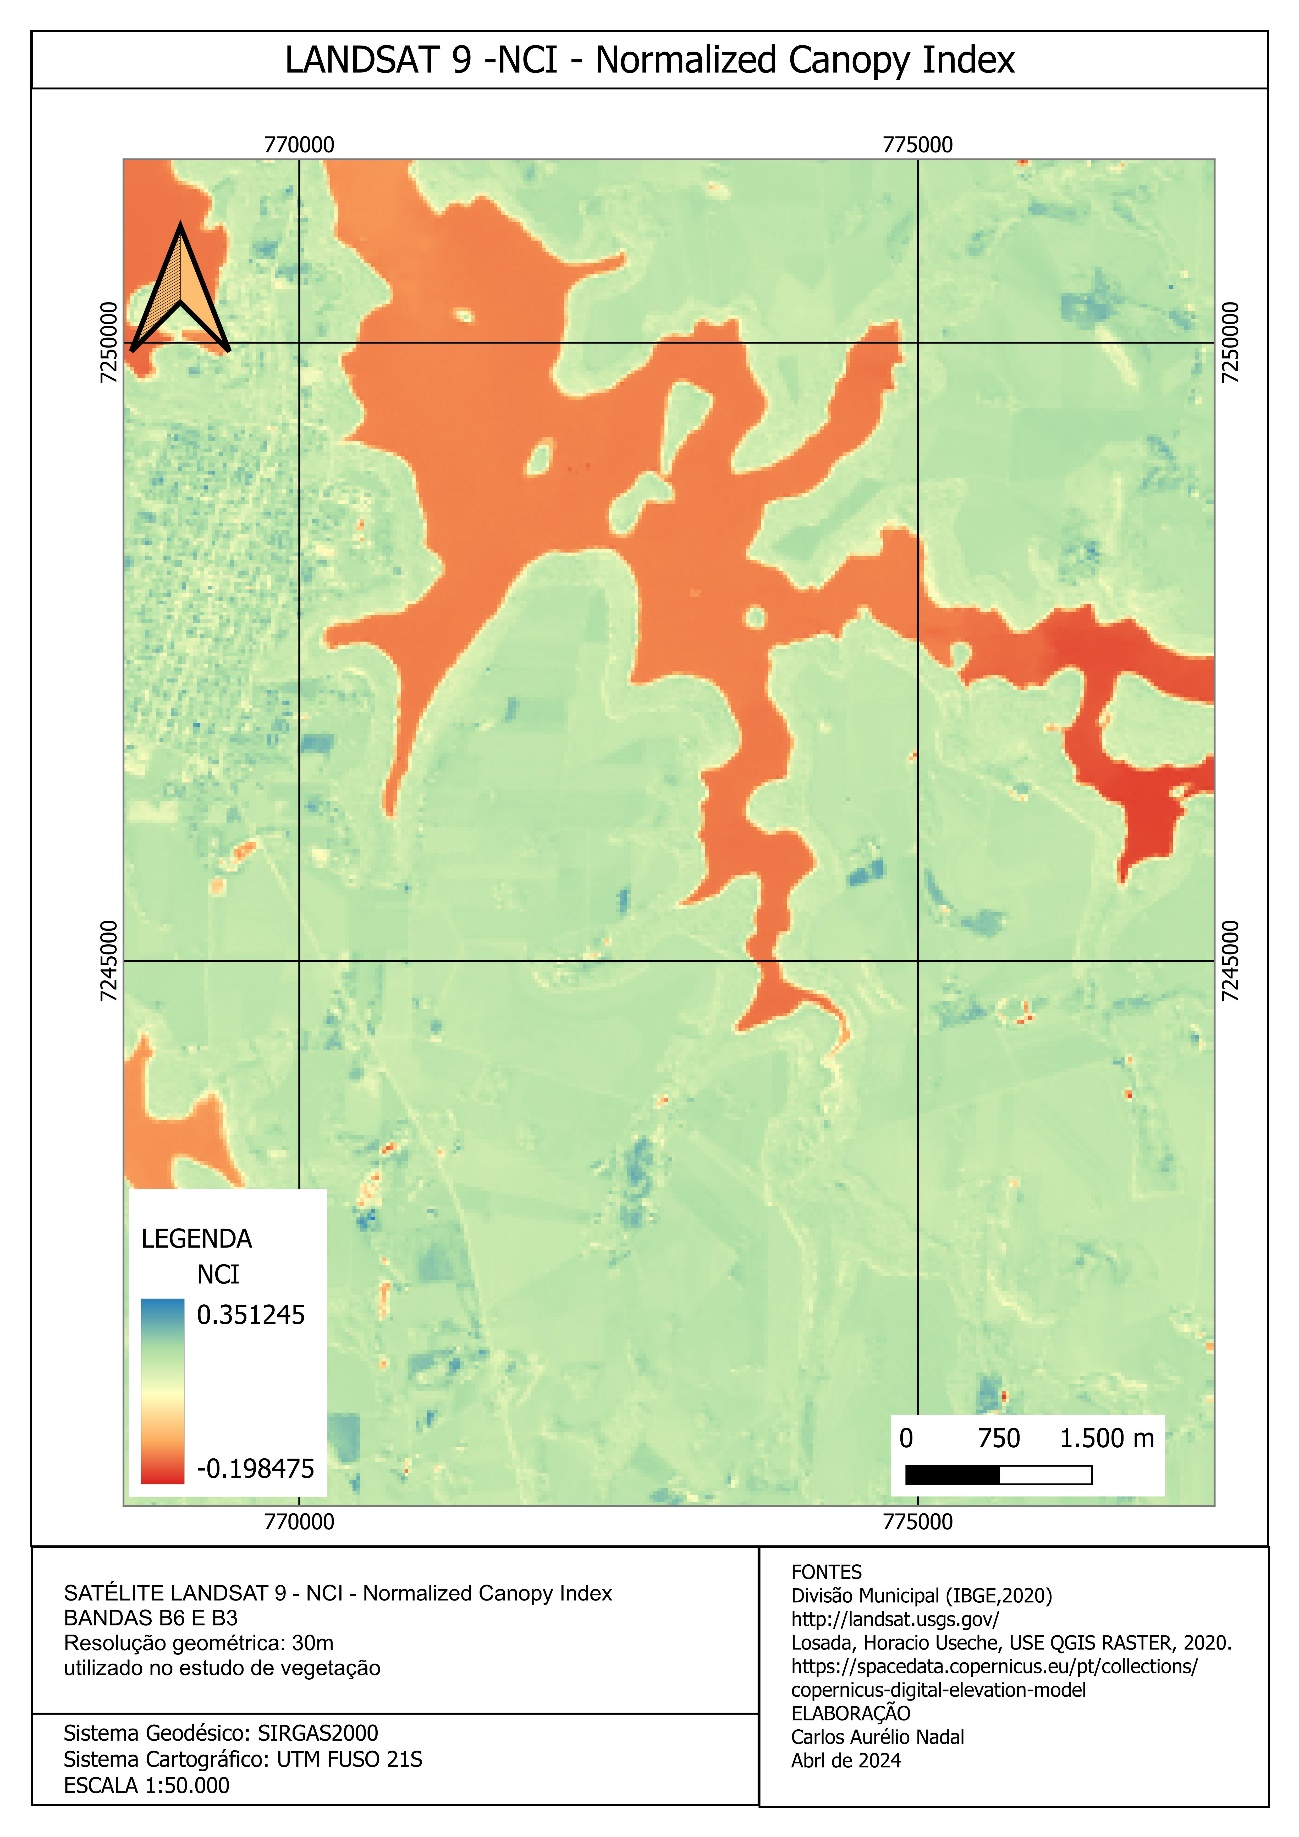 LANDSAT 9 -NCI - Normalized Canopy Index
770000
775000
7250000
7250000
7245000
7245000
LEGENDA
NCI
0.351245
-0.198475
0 750 1.500 m
770000
775000
SATÉLITE LANDSAT 9 - NCI - Normalized Canopy Index
BANDAS B6 E B3
Resolução geométrica: 30m
utilizado no estudo de vegetação
Sistema Geodésico: SIRGAS2000
Sistema Cartográfico: UTM FUSO 21S
ESCALA 1:50.000
FONTES
Divisão Municipal (IBGE,2020)
http://landsat.usgs.gov/
Losada, Horacio Useche, USE QGIS RASTER, 2020.
https://spacedata.copernicus.eu/pt/collections/
copernicus-digital-elevation-model
ELABORAÇÃO
Carlos Aurélio Nadal
Abrl de 2024